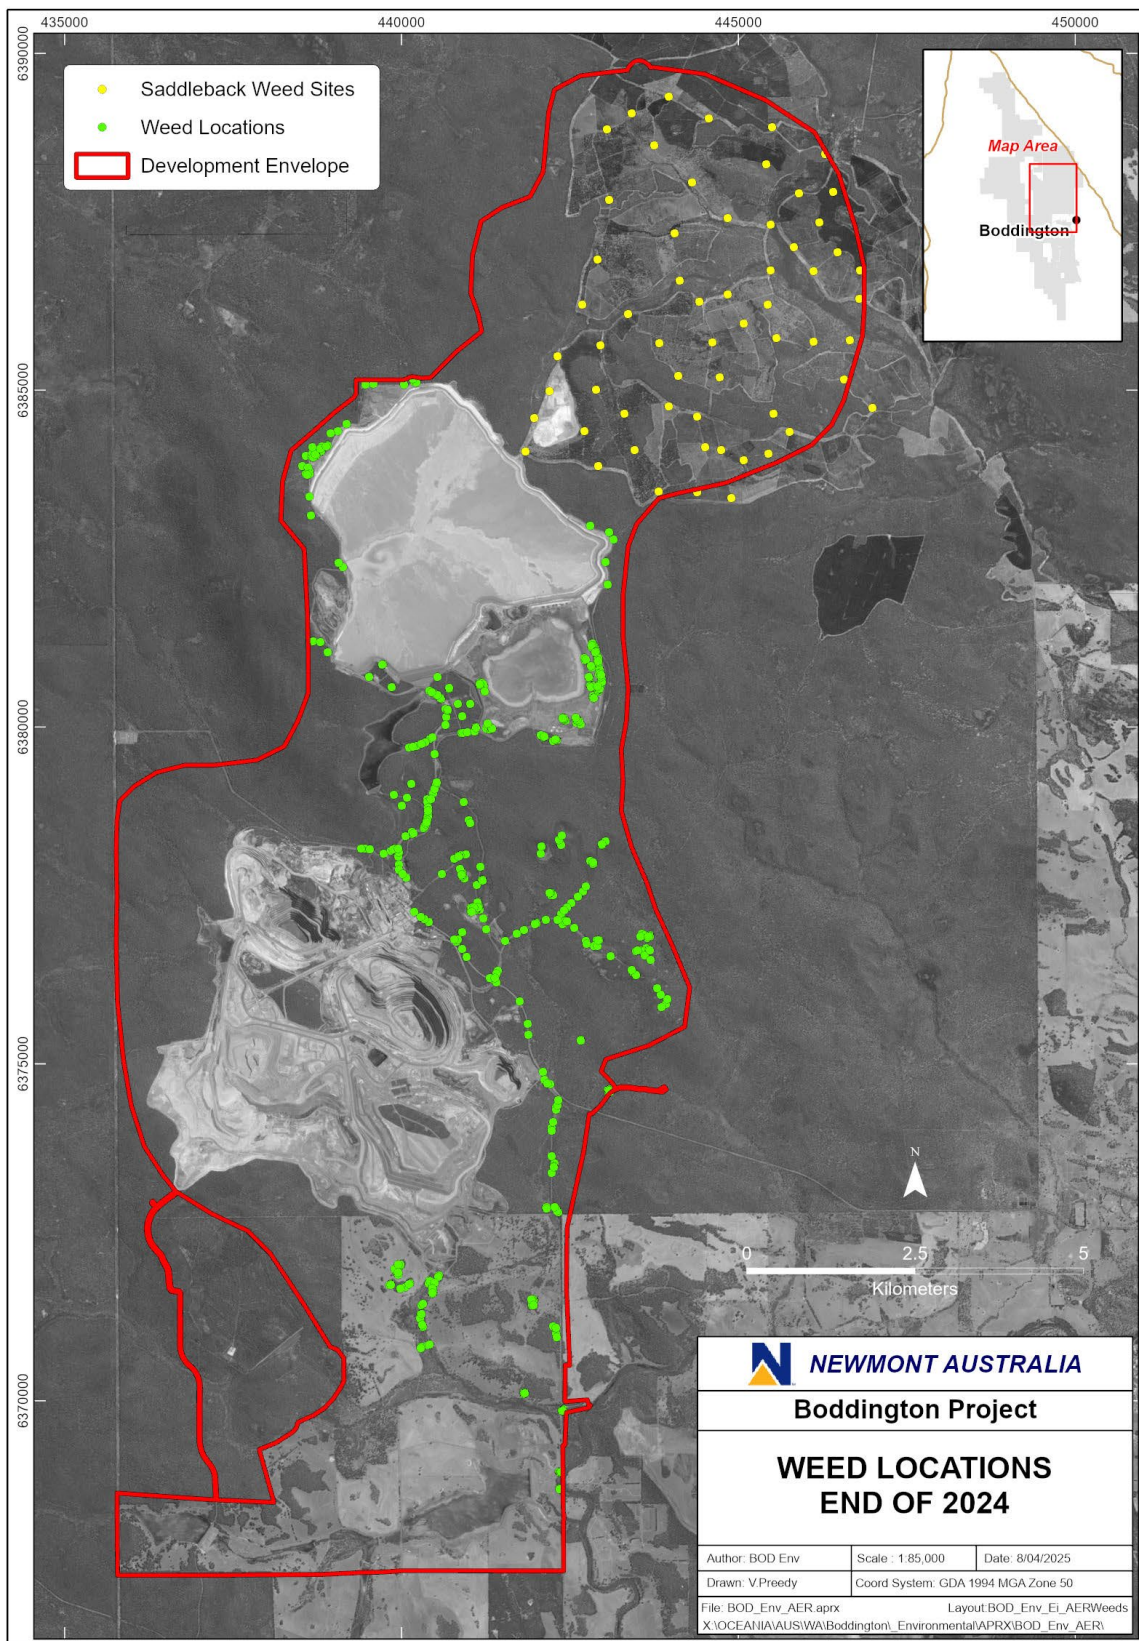 435000
440000
445000
450000
6390000
6385000
6380000
6375000
6370000
Saddleback Weed Sites
Weed Locations
Development Envelope
Map Area
Boddington
N
0
2.5
5
Kilometers
NEWMONT AUSTRALIA
Boddington Project
WEED LOCATIONS
END OF 2024
Author: BOD Env
Scale : 1:85,000
Date: 8/04/2025
Drawn: V.Preedy
Coord System: GDA 1994 MGA Zone 50
File: BOD_Env_AER.aprx
Layout:BOD_Env_Ei_AERWeeds
X:\OCEANIA\AUS\WA\Boddington\_Environmental\APRX\BOD_Env_AER\